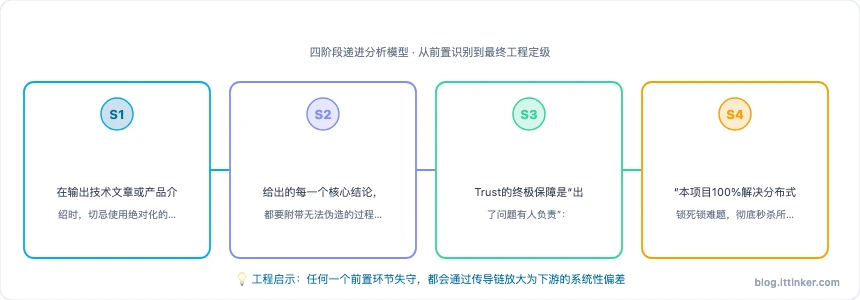 四阶段递进分析模型 · 从前置识别到最终工程定级
S1
在输出技术文章或产品介
绍时，切忌使用绝对化的...
S2
给出的每一个核心结论，
都要附带无法伪造的过程...
S3
Trust的终极保障是“出
了问题有人负责”：
S4
“本项目100%解决分布式
锁死锁难题，彻底秒杀所...
💡 工程启示：任何一个前置环节失守，都会通过传导链放大为下游的系统性偏差
blog.ittinker.com